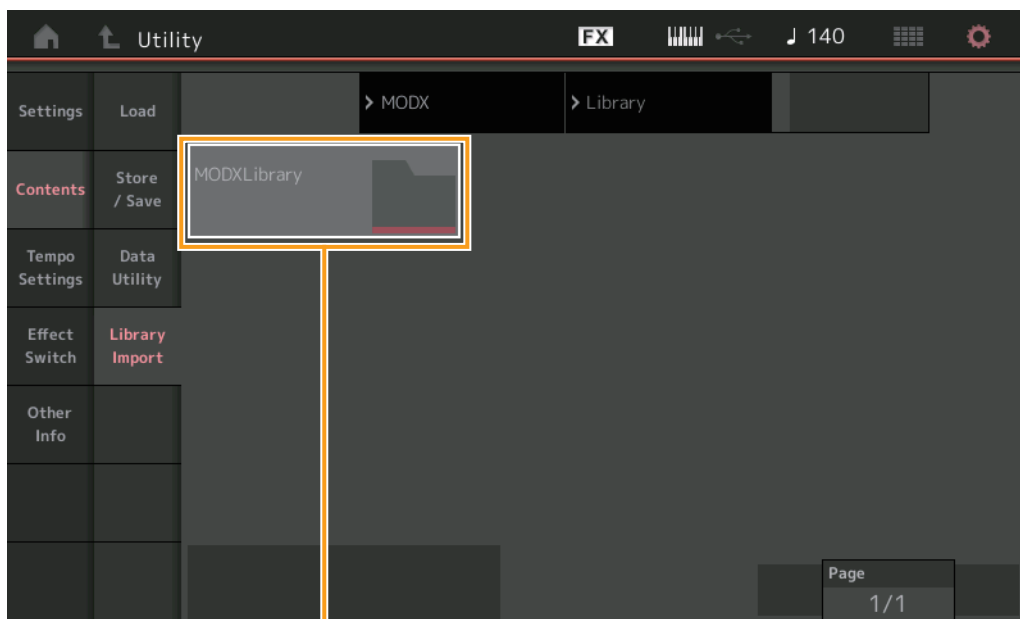 Utility
FX
♩ 140
> MODX
> Library
Settings
Load
MODXLibrary
Contents
Store
/ Save
Tempo
Settings
Data
Utility
Effect
Switch
Library
Import
Other
Info
Page
1/1